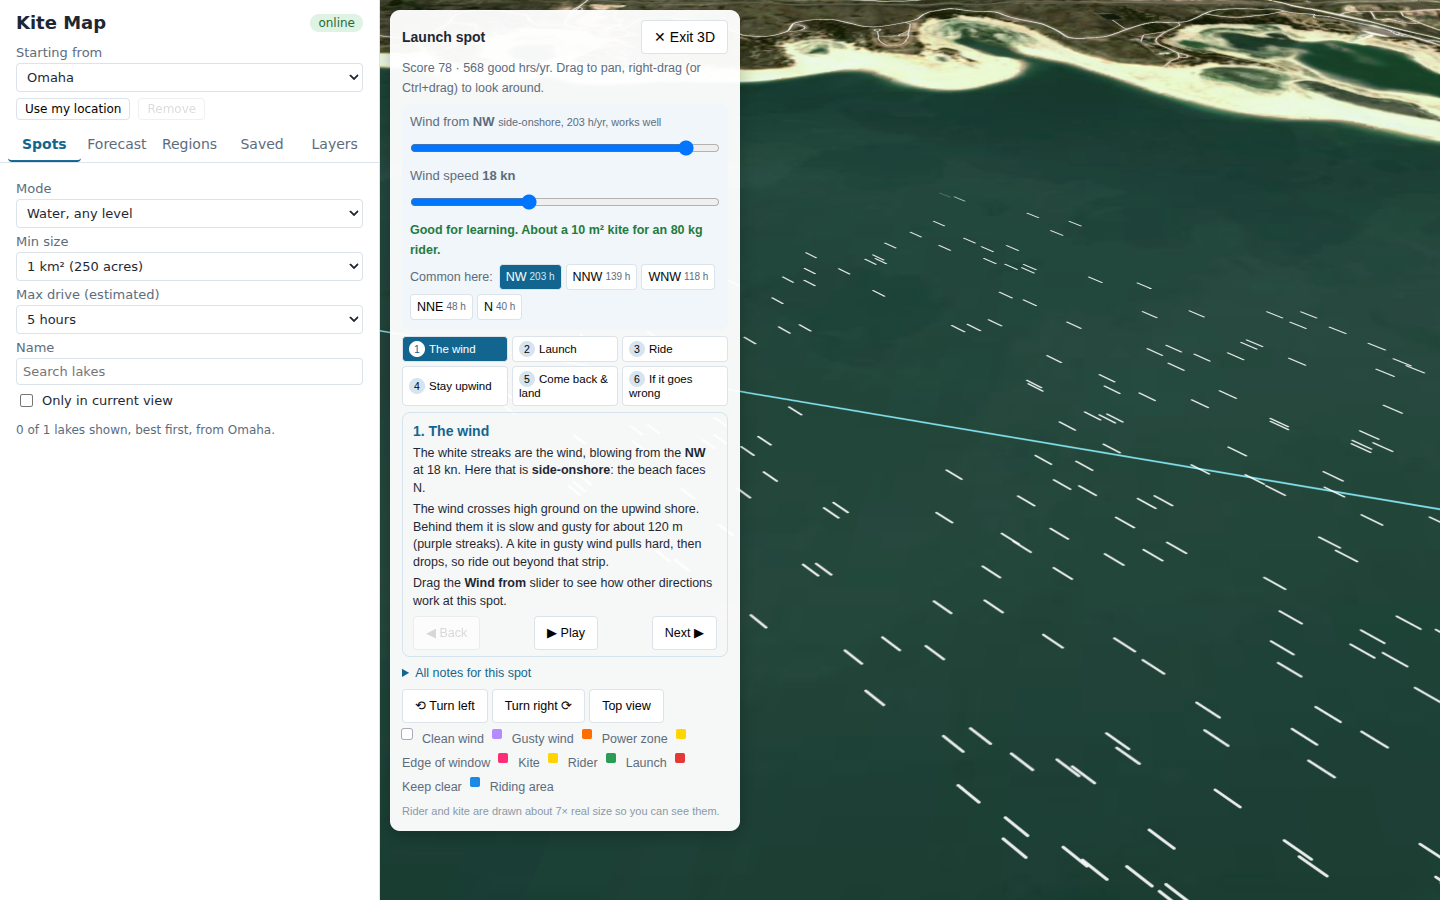 Kite Map
online
Starting from
Omaha
Use my location
Remove
Spots
Forecast
Regions
Saved
Layers
Mode
Water, any level
Min size
1 km² (250 acres)
Max drive (estimated)
5 hours
Name
Search lakes
Only in current view
0 of 1 lakes shown, best first, from Omaha.
Launch spot
✕ Exit 3D
Score 78 · 568 good hrs/yr. Drag to pan, right-drag (or
Ctrl+drag) to look around.
Wind from NW side-onshore, 203 h/yr, works well
Wind speed 18 kn
Good for learning. About a 10 m² kite for an 80 kg
rider.
Common here: NW 203 h NNW 139 h WNW 118 h
NNE 48 h N 40 h
1 The wind
2 Launch
3 Ride
4 Stay upwind
5 Come back &
land
6 If it goes
wrong
1. The wind
The white streaks are the wind, blowing from the NW
at 18 kn. Here that is side-onshore: the beach faces
N.
The wind crosses high ground on the upwind shore.
Behind them it is slow and gusty for about 120 m
(purple streaks). A kite in gusty wind pulls hard, then
drops, so ride out beyond that strip.
Drag the Wind from slider to see how other directions
work at this spot.
◀ Back
▶ Play
Next ▶
▶ All notes for this spot
⟲ Turn left
Turn right ⟳
Top view
Clean wind Gusty wind Power zone
Edge of window Kite Rider Launch
Keep clear Riding area
Rider and kite are drawn about 7× real size so you can see them.